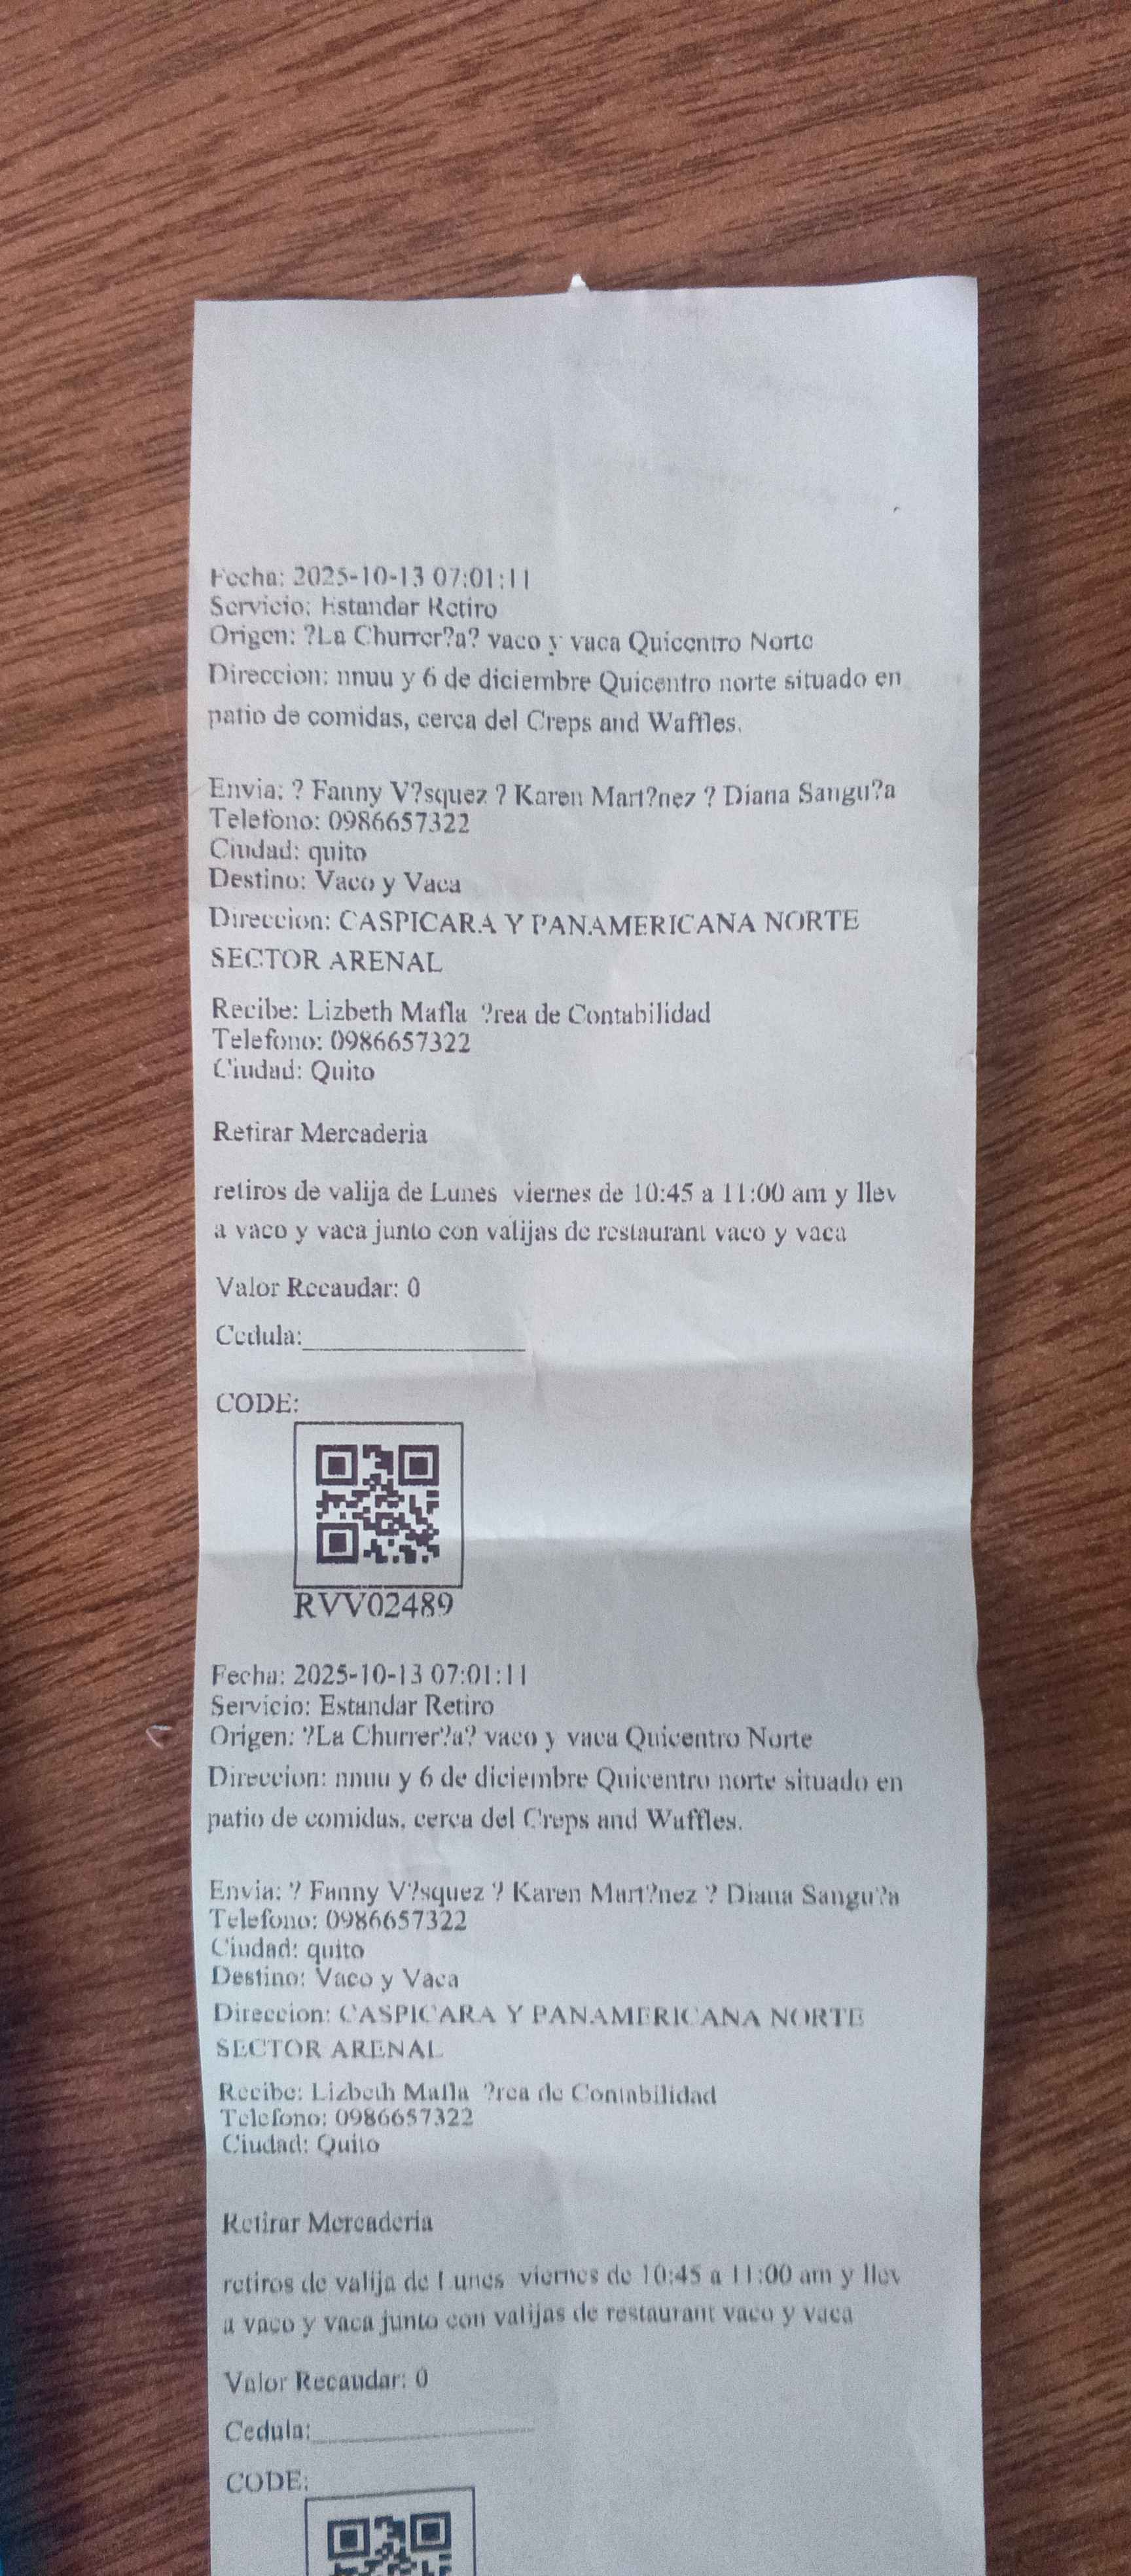 Fecha: 2025-10-13 07:01:11
Servicio: Estandar Retiro
Origen: ?La Churrer?a? vaco y vaca Quicentro Norte
Direccion: nnuu y 6 de diciembre Quicentro norte situado en
patio de comidas, cerca del Creps and Waffles.
Envia: ? Fanny V?squez ? Karen Mart?nez ? Diana Sangu?a
Telefono: 0986657322
Ciudad: quito
Destino: Vaco y Vaca
Direccion: CASPICARA Y PANAMERICANA NORTE
SECTOR ARENAL
Recibe: Lizbeth Mafla ?rea de Contabilidad
Telefono: 0986657322
Ciudad: Quito
Retirar Mercaderia
retiros de valija de Lunes viernes de 10:45 a 11:00 am y llev
a vaco y vaca junto con valijas de restaurant vaco y vaca
Valor Recaudar: 0
Cedula:
CODE:
RVV02489
Fecha: 2025-10-13 07:01:11
Servicio: Estandar Retiro
Origen: ?La Churrer?a? vaco y vaca Quicentro Norte
Direccion: nnuu y 6 de diciembre Quicentro norte situado en
patio de comidas, cerca del Creps and Waffles.
Envia: ? Fanny V?squez ? Karen Mart?nez ? Diana Sangu?a
Telefono: 0986657322
Ciudad: quito
Destino: Vaco y Vaca
Direccion: CASPICARA Y PANAMERICANA NORTE
SECTOR ARENAL
Recibe: Lizbeth Mafla ?rea de Contabilidad
Telefono: 0986657322
Ciudad: Quito
Retirar Mercaderia
retiros de valija de Lunes viernes de 10:45 a 11:00 am y llev
a vaco y vaca junto con valijas de restaurant vaco y vaca
Valor Recaudar: 0
Cedula:
CODE: